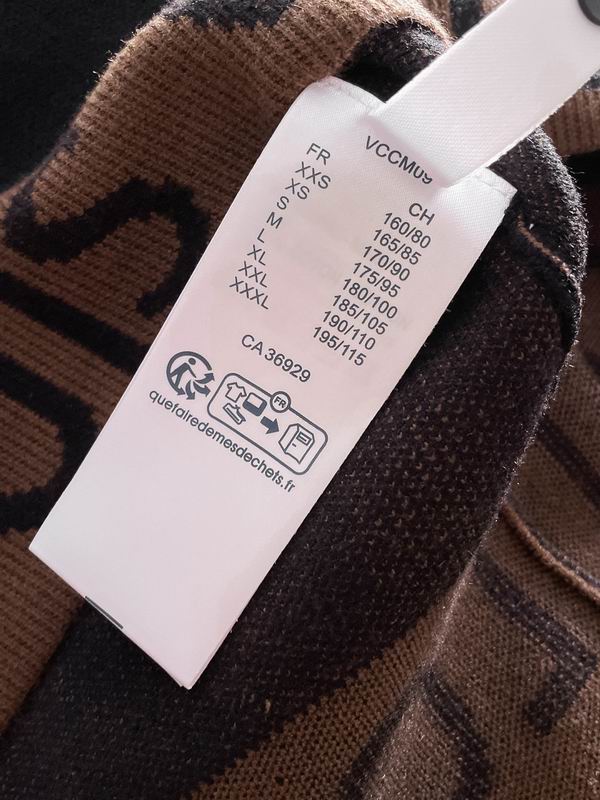 VCCM09
FR CH
XXS 160/80
XS 165/85
S 170/90
M 175/95
L 180/100
XL 185/105
XXL 190/110
XXXL 195/115
CA 36929
FR
quefairedemesdechets.fr